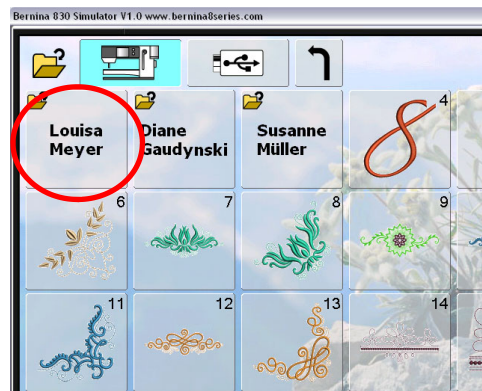 Bernina 830 Simulator V1.0 www.bernina8series.com
Louisa
Meyer
Diane
Gaudynski
Susanne
Müller
4
6
7
8
9
11
12
13
14